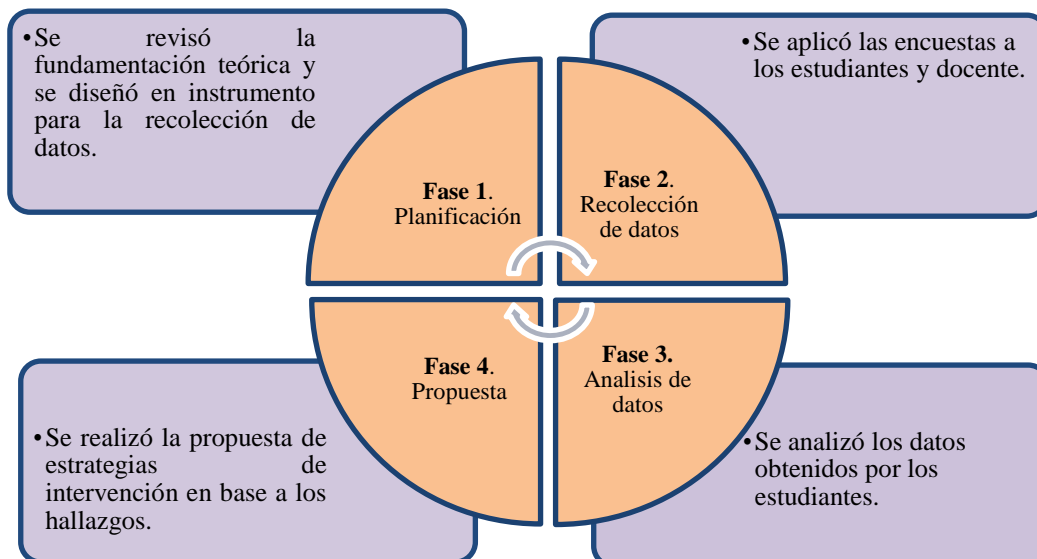 •Se revisó la
fundamentación teórica y
se diseñó en instrumento
para la recolección de
datos.
Fase 1.
Planificación
•Se aplicó las encuestas a
los estudiantes y docente.
Fase 2.
Recolección
de datos
Fase 3.
Analisis de
datos
•Se analizó los datos
obtenidos por los
estudiantes.
Fase 4.
Propuesta
•Se realizó la propuesta de
estrategias de
intervención en base a los
hallazgos.